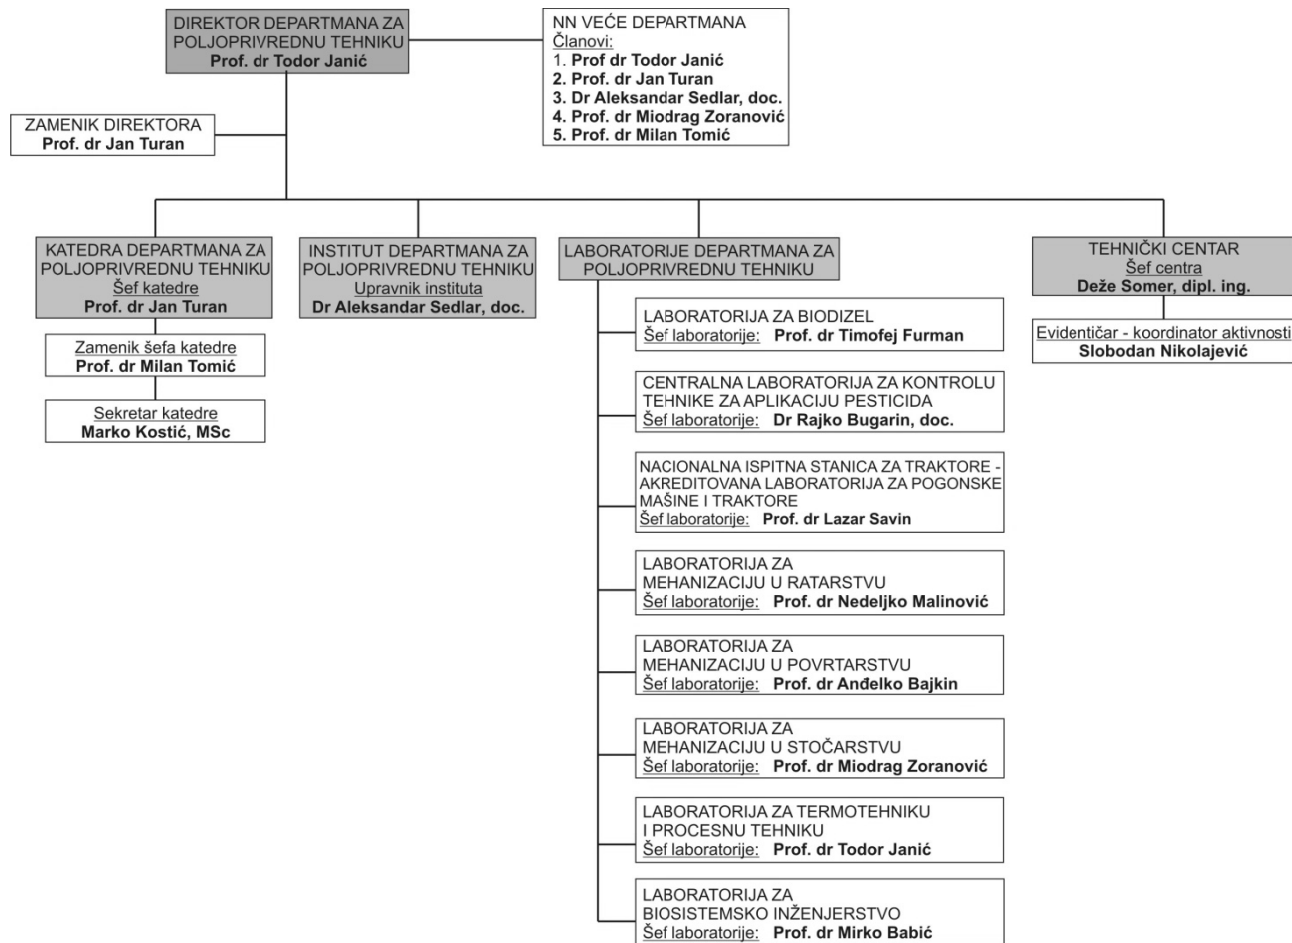 DIREKTOR DEPARTMANA ZA
POLJOPRIVREDNU TEHNIKU
Prof. dr Todor Janić
NN VEĆE DEPARTMANA
Članovi:
1. Prof dr Todor Janić
2. Prof. dr Jan Turan
3. Dr Aleksandar Sedlar, doc.
4. Prof. dr Miodrag Zoranović
5. Prof. dr Milan Tomić
ZAMENIK DIREKTORA
Prof. dr Jan Turan
KATEDRA DEPARTMANA ZA
POLJOPRIVREDNU TEHNIKU
Šef katedre
Prof. dr Jan Turan
Zamenik šefa katedre
Prof. dr Milan Tomić
Sekretar katedre
Marko Kostić, MSc
INSTITUT DEPARTMANA ZA
POLJOPRIVREDNU TEHNIKU
Upravnik instituta
Dr Aleksandar Sedlar, doc.
LABORATORIJE DEPARTMANA ZA
POLJOPRIVREDNU TEHNIKU
LABORATORIJA ZA BIODIZEL
Šef laboratorije: Prof. dr Timofej Furman
CENTRALNA LABORATORIJA ZA KONTROLU
TEHNIKE ZA APLIKACIJU PESTICIDA
Šef laboratorije: Dr Rajko Bugarin, doc.
NACIONALNA ISPITNA STANICA ZA TRAKTORE -
AKREDITOVANA LABORATORIJA ZA POGONSKE
MAŠINE I TRAKTORE
Šef laboratorije: Prof. dr Lazar Savin
LABORATORIJA ZA
MEHANIZACIJU U RATARSTVU
Šef laboratorije: Prof. dr Nedeljko Malinović
LABORATORIJA ZA
MEHANIZACIJU U POVRTARSTVU
Šef laboratorije: Prof. dr Anđelko Bajkin
LABORATORIJA ZA
MEHANIZACIJU U STOČARSTVU
Šef laboratorije: Prof. dr Miodrag Zoranović
LABORATORIJA ZA TERMOTEHNIKU
I PROCESNU TEHNIKU
Šef laboratorije: Prof. dr Todor Janić
LABORATORIJA ZA
BIOSISTEMSKO INŽENJERSTVO
Šef laboratorije: Prof. dr Mirko Babić
TEHNIČKI CENTAR
Šef centra
Deže Somer, dipl. ing.
Evidentičar - koordinator aktivnosti
Slobodan Nikolajević